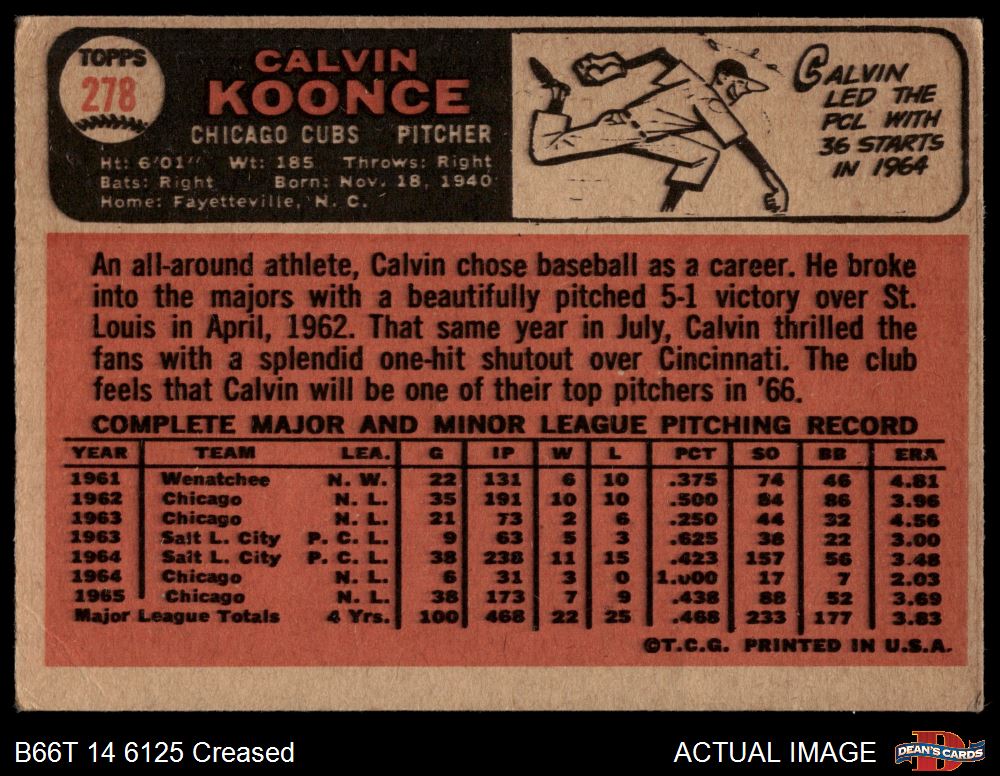 TOPPS
278
CALVIN
KOONCE
CHICAGO CUBS PITCHER
Ht: 6'01" Wt: 185 Throws: Right
Bats: Right Born: Nov. 18, 1940
Home: Fayetteville, N. C.
CALVIN
LED THE
PCL WITH
36 STARTS
IN 1964
An all-around athlete, Calvin chose baseball as a career. He broke
into the majors with a beautifully pitched 5-1 victory over St.
Louis in April, 1962. That same year in July, Calvin thrilled the
fans with a splendid one-hit shutout over Cincinnati. The club
feels that Calvin will be one of their top pitchers in '66.
COMPLETE MAJOR AND MINOR LEAGUE PITCHING RECORD
YEAR TEAM LEA. G IP W L PCT SO BB ERA
1961 Wenatchee N. W. 22 131 6 10 .375 74 46 4.81
1962 Chicago N. L. 35 191 10 10 .500 84 86 3.96
1963 Chicago N. L. 21 73 2 6 .250 44 32 4.56
1963 Salt L. City P. C. L. 9 63 5 3 .625 38 22 3.00
1964 Salt L. City P. C. L. 38 238 11 15 .423 157 56 3.48
1964 Chicago N. L. 6 31 3 0 1.000 17 7 2.03
1965 Chicago N. L. 38 173 7 9 .438 88 52 3.69
Major League Totals 4 Yrs. 100 468 22 25 .468 233 177 3.83
©T.C.G. PRINTED IN U.S.A.
B66T 14 6125 Creased
ACTUAL IMAGE
DEAN'S CARDS